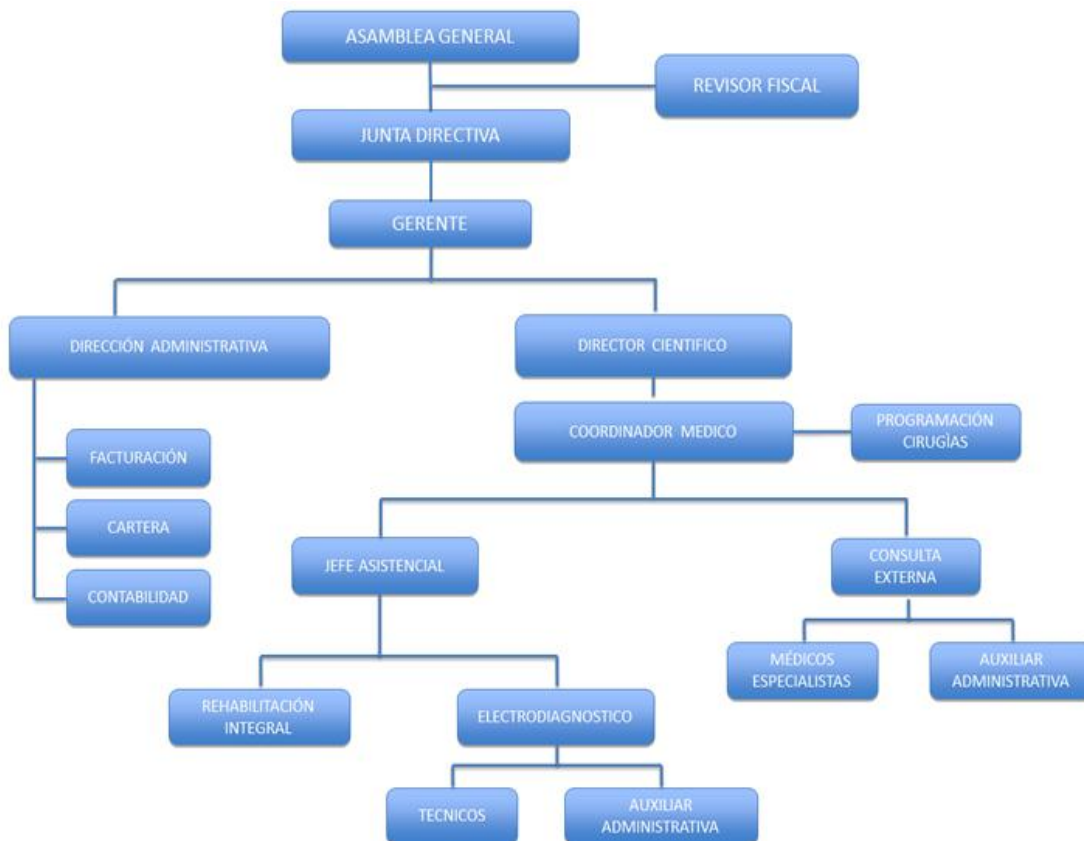 ASAMBLEA GENERAL
REVISOR FISCAL
JUNTA DIRECTIVA
GERENTE
DIRECCIÓN ADMINISTRATIVA
DIRECTOR CIENTIFICO
FACTURACIÓN
CARTERA
CONTABILIDAD
COORDINADOR MEDICO
PROGRAMACIÓN
CIRUGÌAS
JEFE ASISTENCIAL
CONSULTA
EXTERNA
REHABILITACIÓN
INTEGRAL
ELECTRODIAGNOSTICO
MÉDICOS
ESPECIALISTAS
AUXILIAR
ADMINISTRATIVA
TECNICOS
AUXILIAR
ADMINISTRATIVA